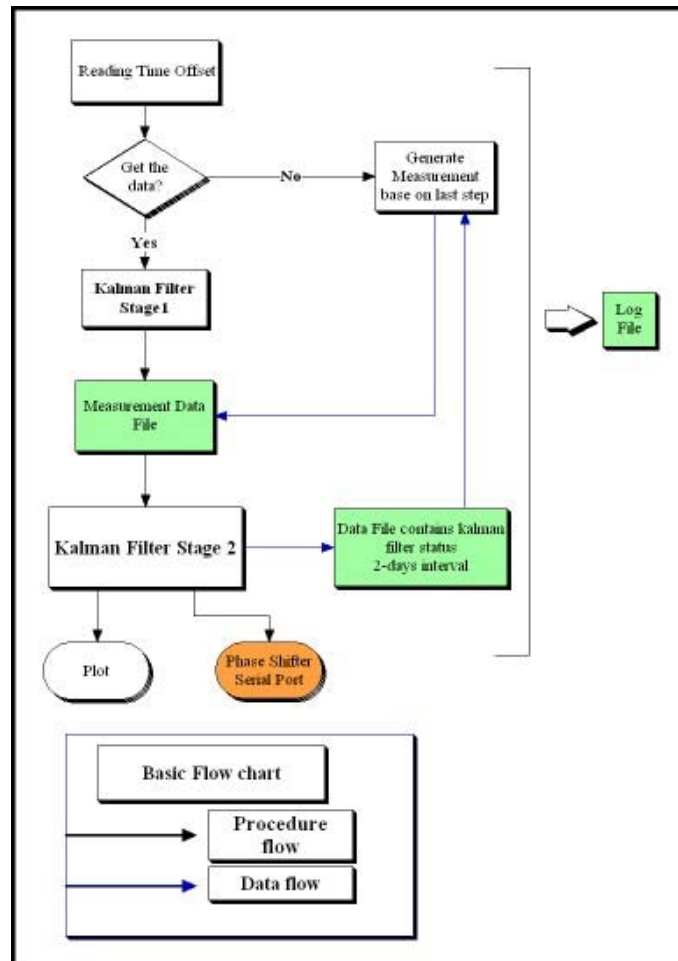 Reading Time Offset
Get the
data?
No
Generate
Measurement
base on last step
Yes
Kalman Filter
Stage1
Log
File
Measurement Data
File
Kalman Filter Stage 2
Data File contains kalman
filter status
2-days interval
Plot
Phase Shifter
Serial Port
Basic Flow chart
Procedure
flow
Data flow